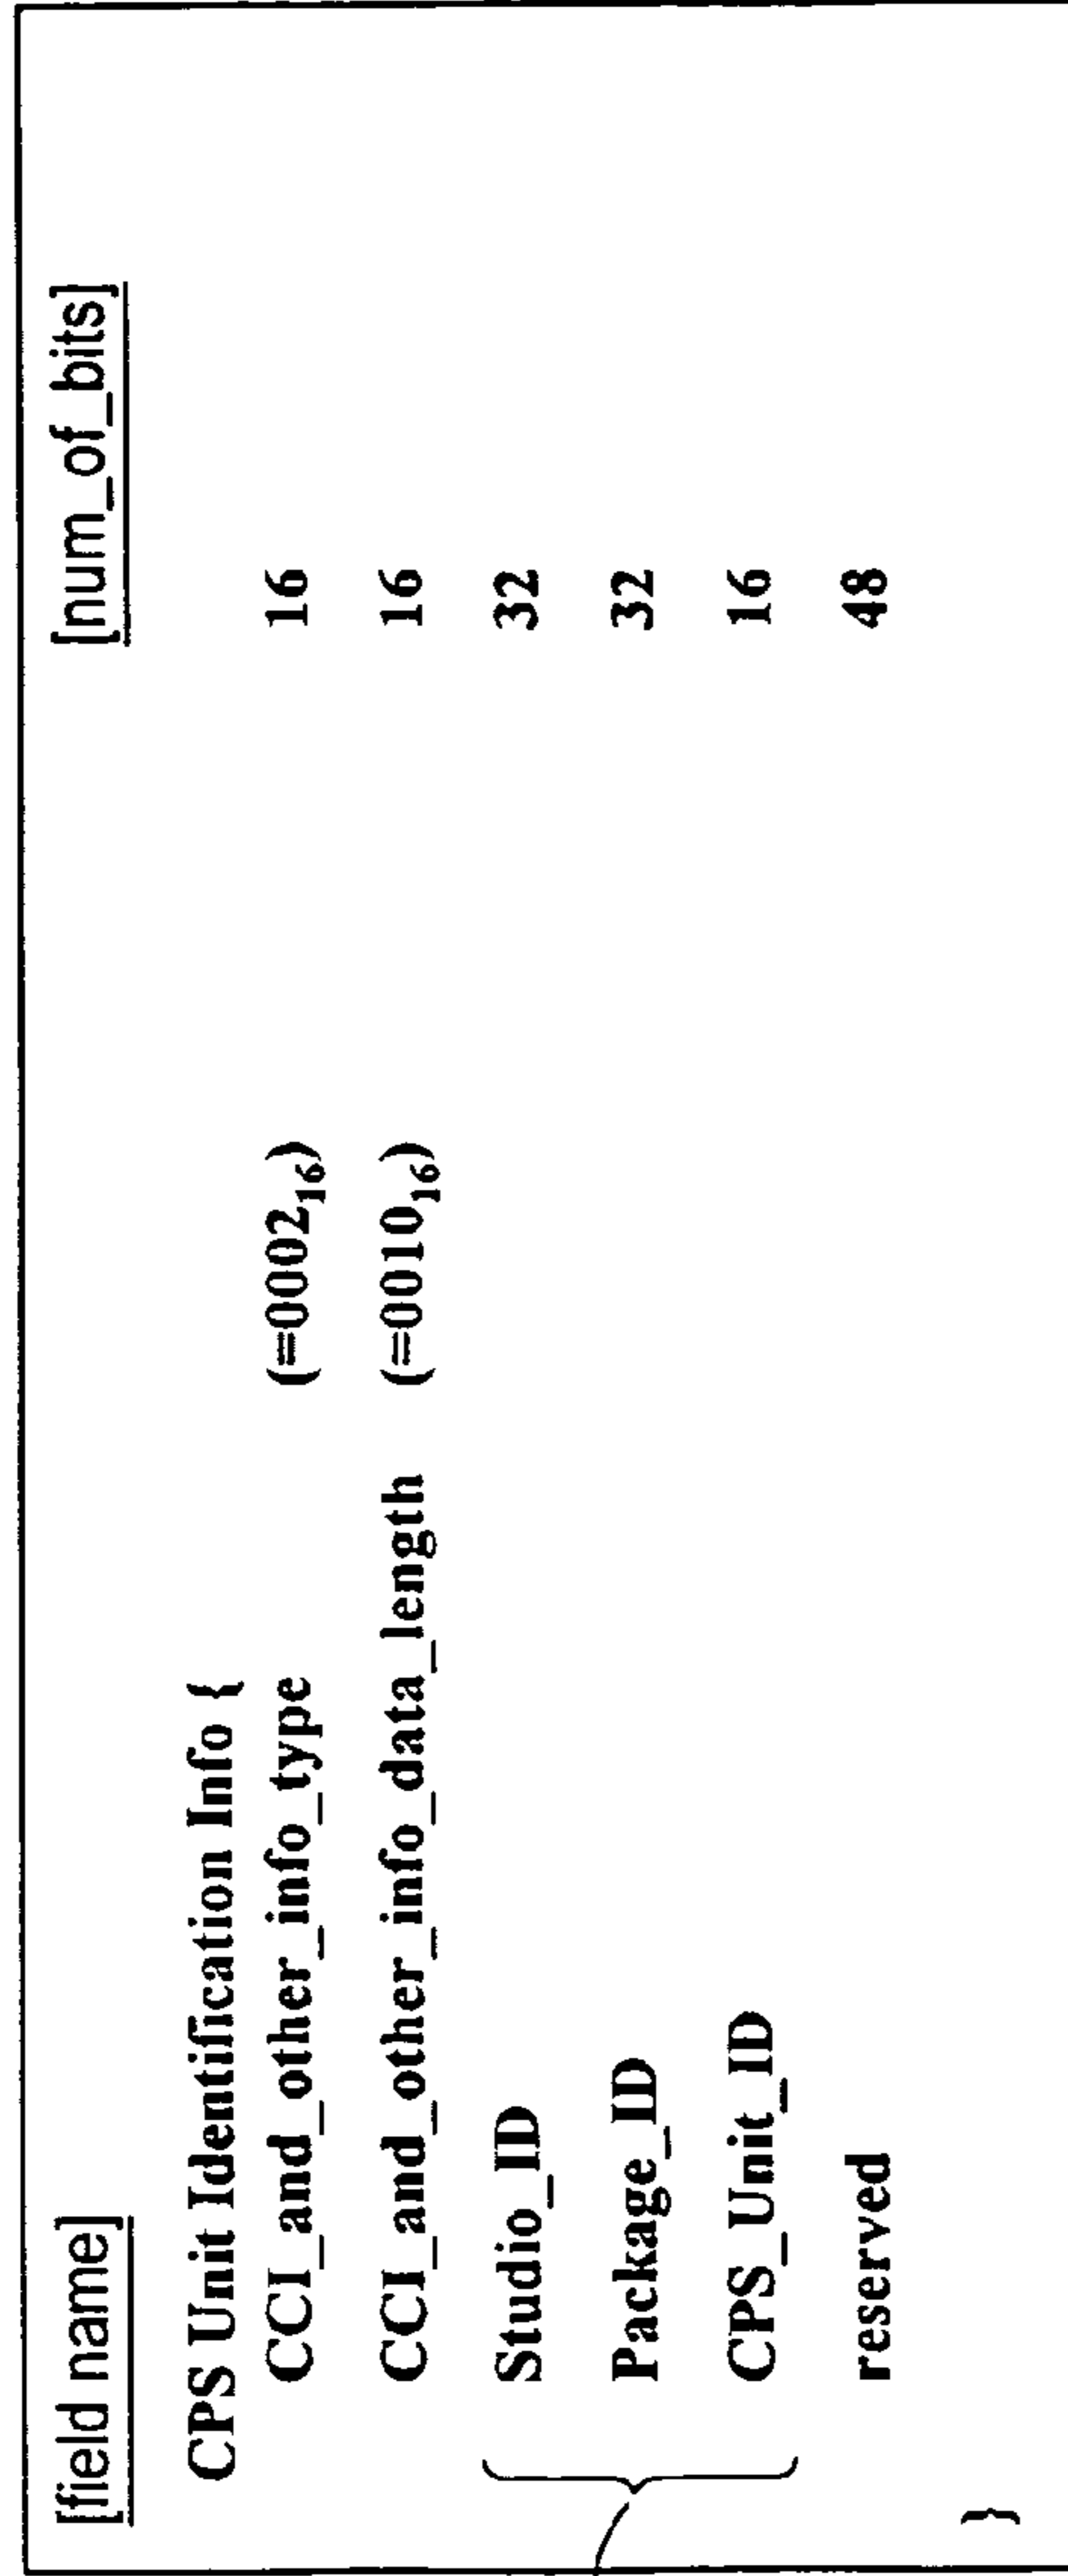 [field name] [num_of_bits]
CPS Unit Identification Info {
CCI_and_other_info_type (=0002₁₆) 16
CCI_and_other_info_data_length (=0010₁₆) 16
Studio_ID 32
Package_ID 32
CPS_Unit_ID 16
reserved 48
}